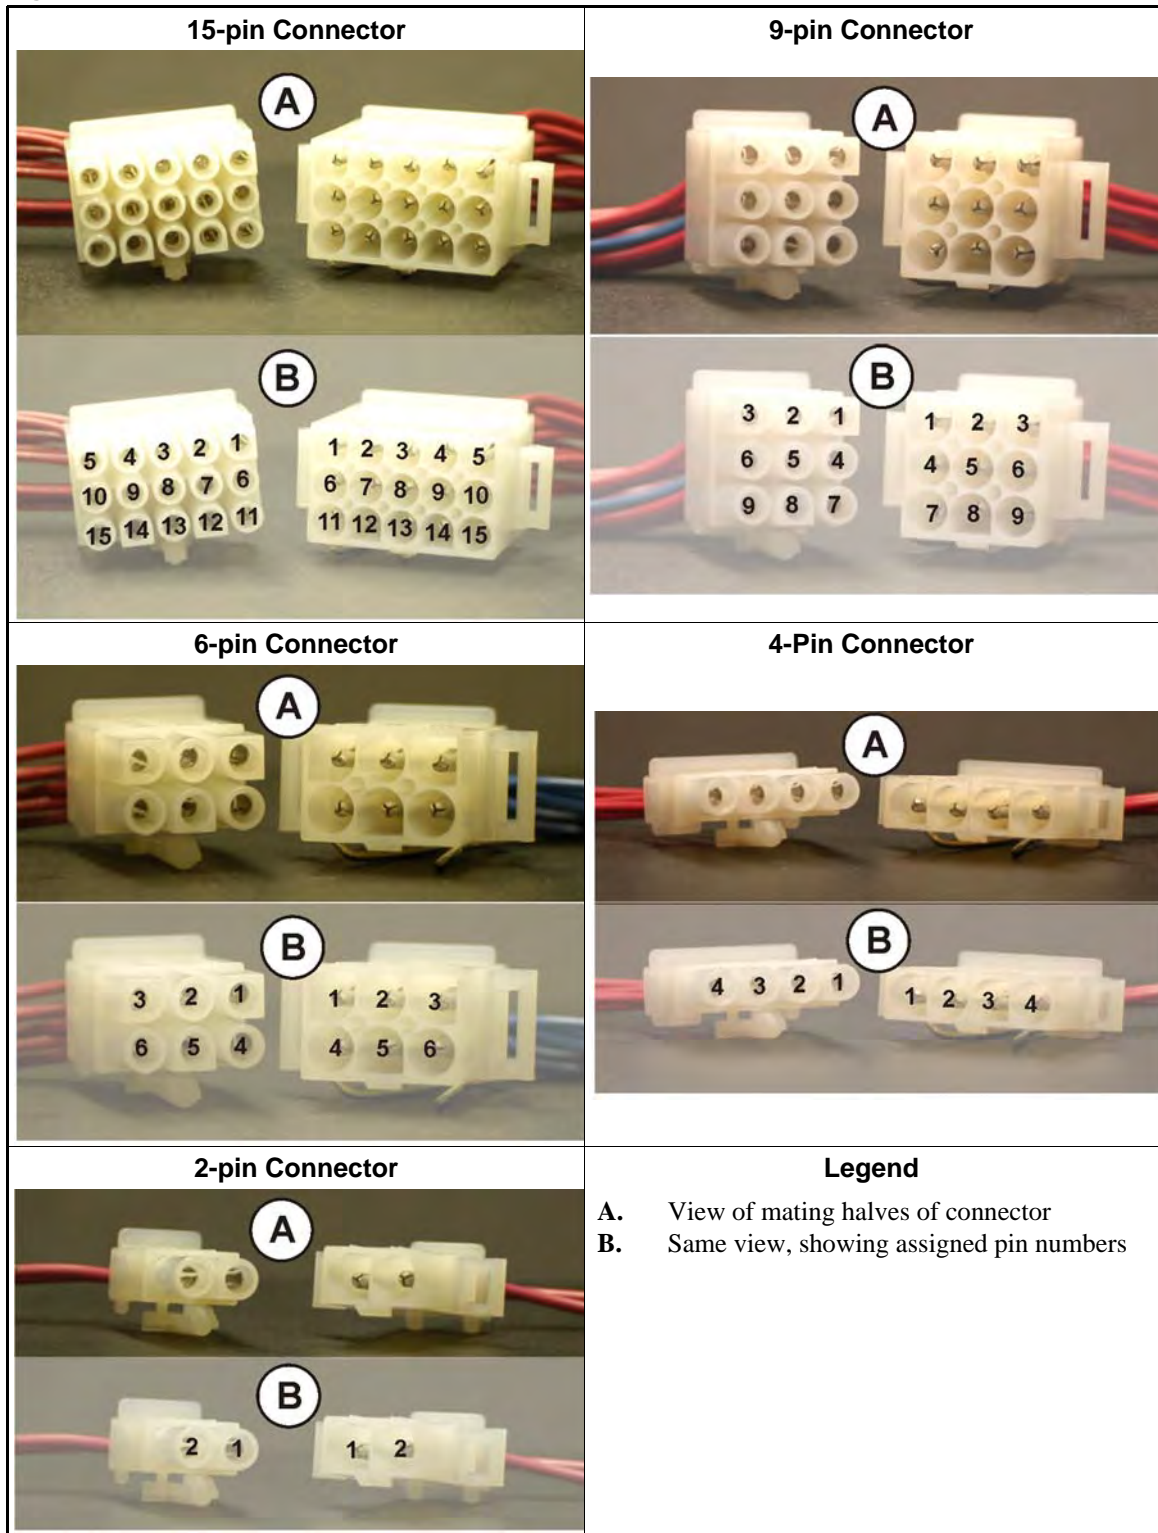 15-pin Connector
A
B
5 4 3 2 1
10 9 8 7 6
15 14 13 12 11
1 2 3 4 5
6 7 8 9 10
11 12 13 14 15
9-pin Connector
A
B
3 2 1
6 5 4
9 8 7
1 2 3
4 5 6
7 8 9
6-pin Connector
A
B
3 2 1
6 5 4
1 2 3
4 5 6
4-Pin Connector
A
B
4 3 2 1
1 2 3 4
2-pin Connector
A
B
2 1
1 2
Legend
A. View of mating halves of connector
B. Same view, showing assigned pin numbers